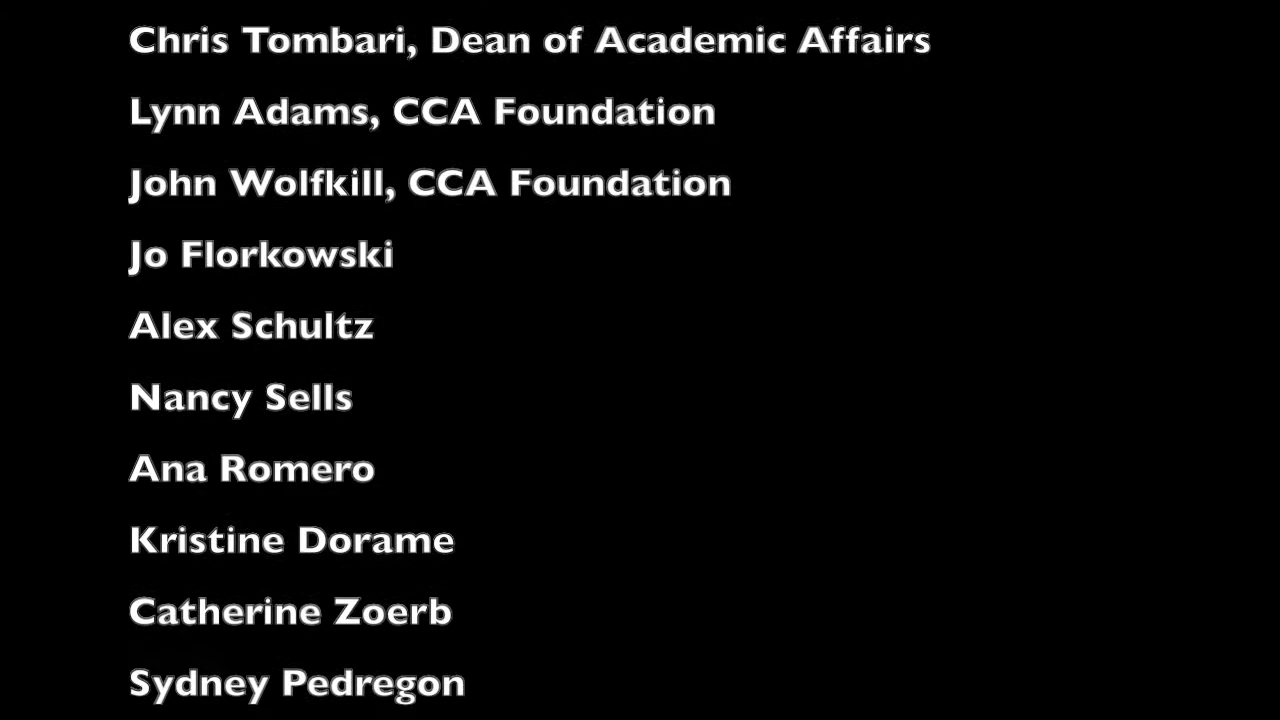 Chris Tombari, Dean of Academic Affairs
Lynn Adams, CCA Foundation
John Wolfkill, CCA Foundation
Jo Florkowski
Alex Schultz
Nancy Sells
Ana Romero
Kristine Dorame
Catherine Zoerb
Sydney Pedregon